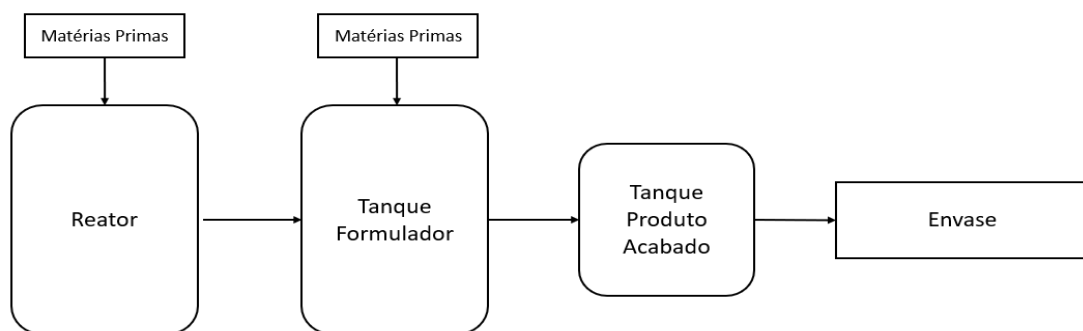 Matérias Primas
Matérias Primas
Reator
Tanque
Formulador
Tanque
Produto
Acabado
Envase